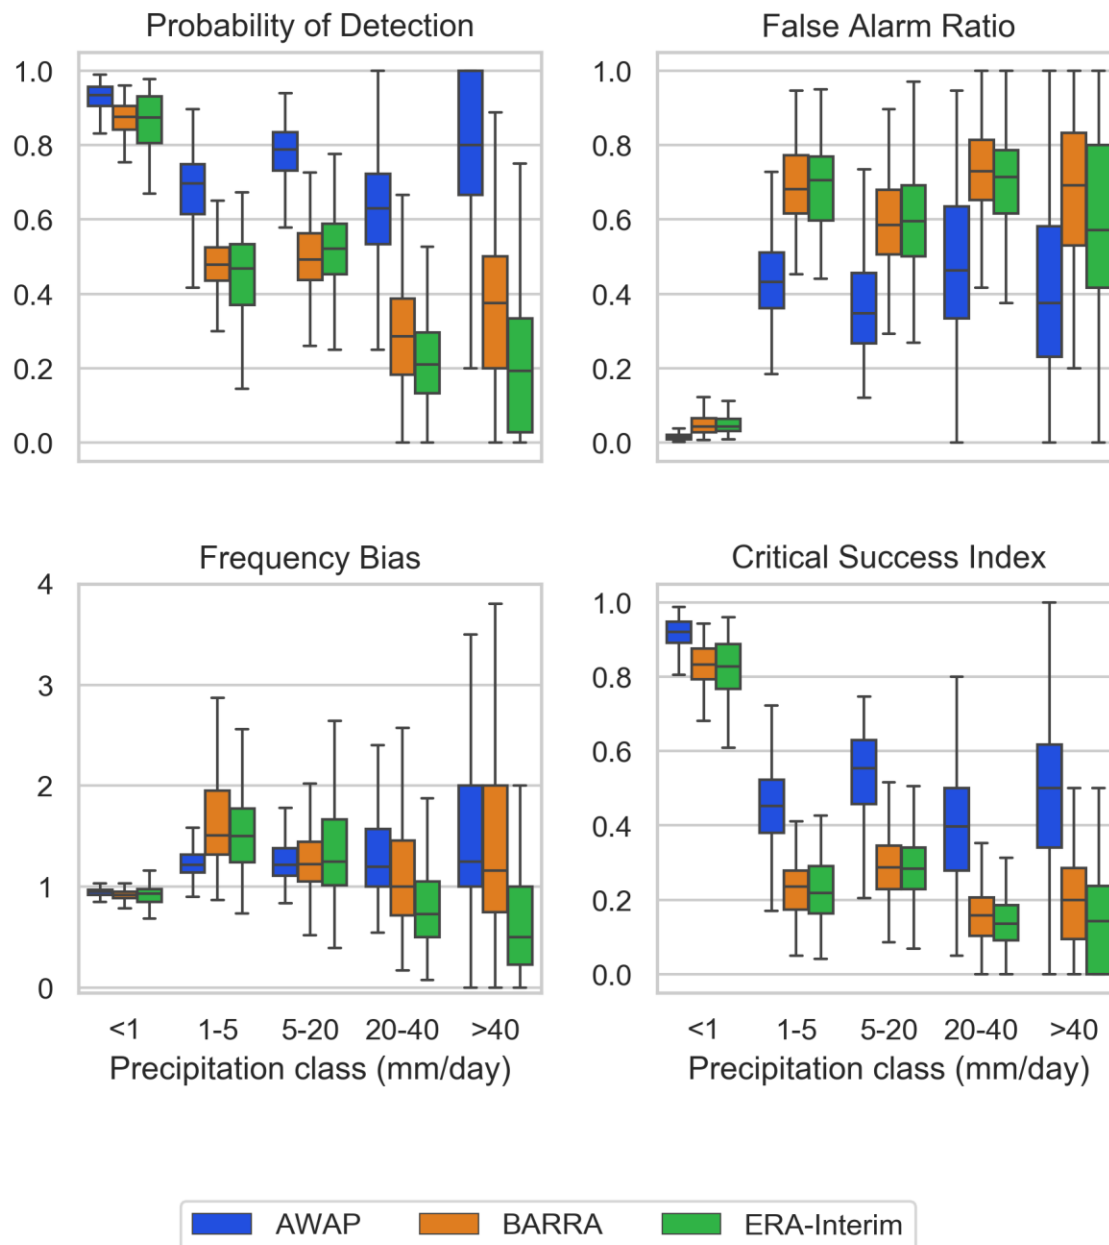 Probability of Detection
False Alarm Ratio
1.0
0.8
0.6
0.4
0.2
0.0
1.0
0.8
0.6
0.4
0.2
0.0
Frequency Bias
Critical Success Index
4
3
2
1
0
1.0
0.8
0.6
0.4
0.2
0.0
<1 1-5 5-20 20-40 >40
Precipitation class (mm/day)
<1 1-5 5-20 20-40 >40
Precipitation class (mm/day)
AWAP BARRA ERA-Interim